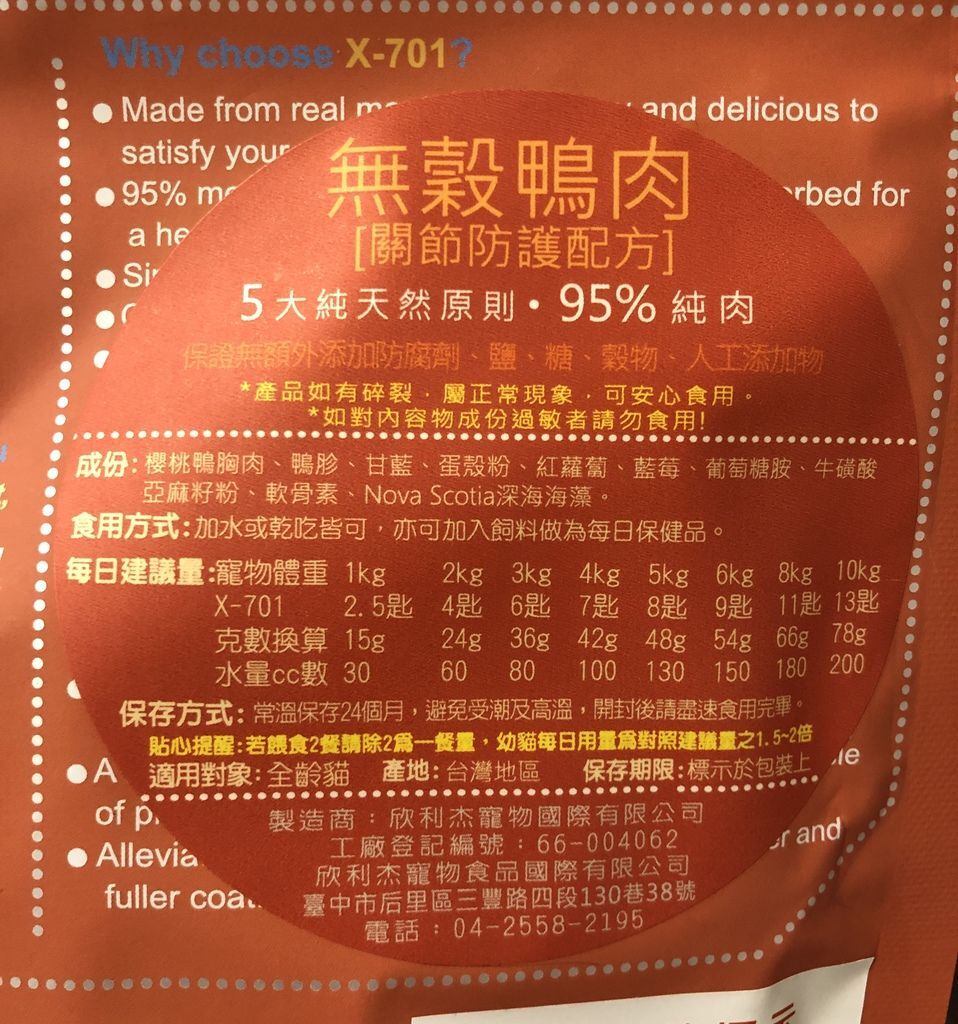 Why choose X-701?
● Made from real and delicious to
satisfy your
● 95% rbed for
a
無穀鴨肉
[關節防護配方]
5大純天然原則・95%純肉
保證無額外添加防腐劑、鹽、糖、穀物、人工添加物
*產品如有碎裂，屬正常現象，可安心食用。
*如對內容物成份過敏者請勿食用!
成份:櫻桃鴨胸肉、鴨胗、甘藍、蛋殼粉、紅蘿蔔、藍莓、葡萄糖胺、牛磺酸
亞麻籽粉、軟骨素、Nova Scotia深海海藻。
食用方式:加水或乾吃皆可，亦可加入飼料做為每日保健品。
每日建議量:寵物體重 1kg 2kg 3kg 4kg 5kg 6kg 8kg 10kg
X-701 2.5匙 4匙 6匙 7匙 8匙 9匙 11匙 13匙
克數換算 15g 24g 36g 42g 48g 54g 66g 78g
水量cc數 30 60 80 100 130 150 180 200
保存方式:常溫保存24個月，避免受潮及高溫，開封後請盡速食用完畢。
貼心提醒:若餵食2餐請除2為一餐量，幼貓每日用量為對照建議量之1.5~2倍
適用對象:全齡貓 產地:台灣地區 保存期限:標示於包裝上
● A
of
● and
fuller
製造商：欣利杰寵物國際有限公司
工廠登記編號：66-004062
欣利杰寵物食品國際有限公司
臺中市后里區三豐路四段130巷38號
電話：04-2558-2195